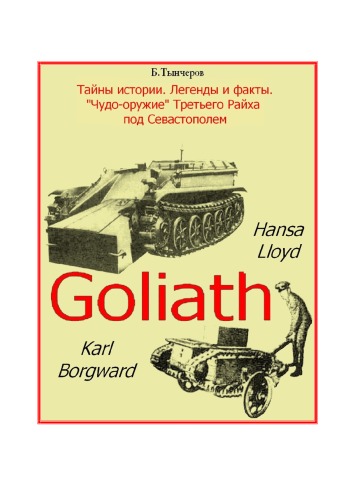 Б.Тынчеров
Тайны истории. Легенды и факты.
"Чудо-оружие" Третьего Райха
под Севастополем
Hansa
Lloyd
Goliath
Karl
Borgward